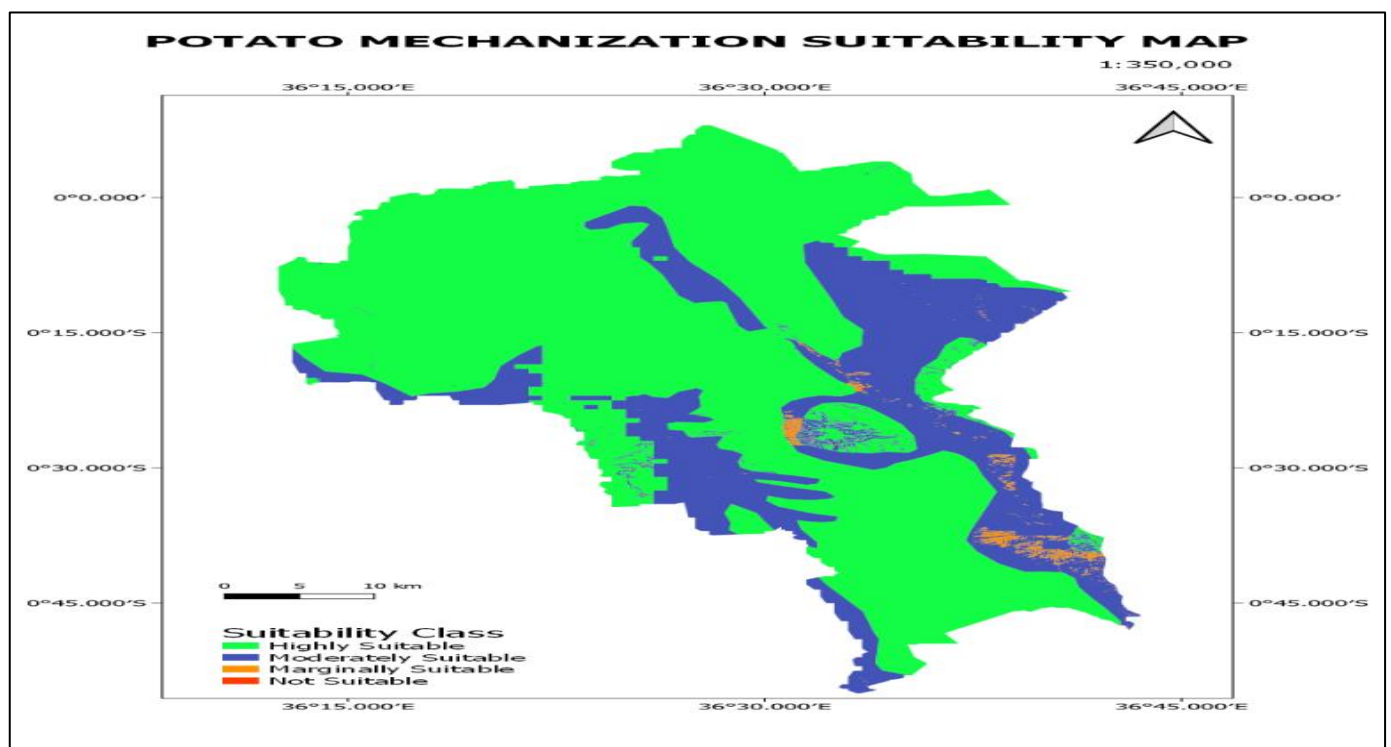 POTATO MECHANIZATION SUITABILITY MAP
1:350,000
36°15.000'E 36°30.000'E 36°45.000'E
0°0.000' 0°0.000'
0°15.000'S 0°15.000'S
0°30.000'S 0°30.000'S
0°45.000'S 0°45.000'S
0 5 10 km
Suitability Class
Highly Suitable
Moderately Suitable
Marginally Suitable
Not Suitable
36°15.000'E 36°30.000'E 36°45.000'E